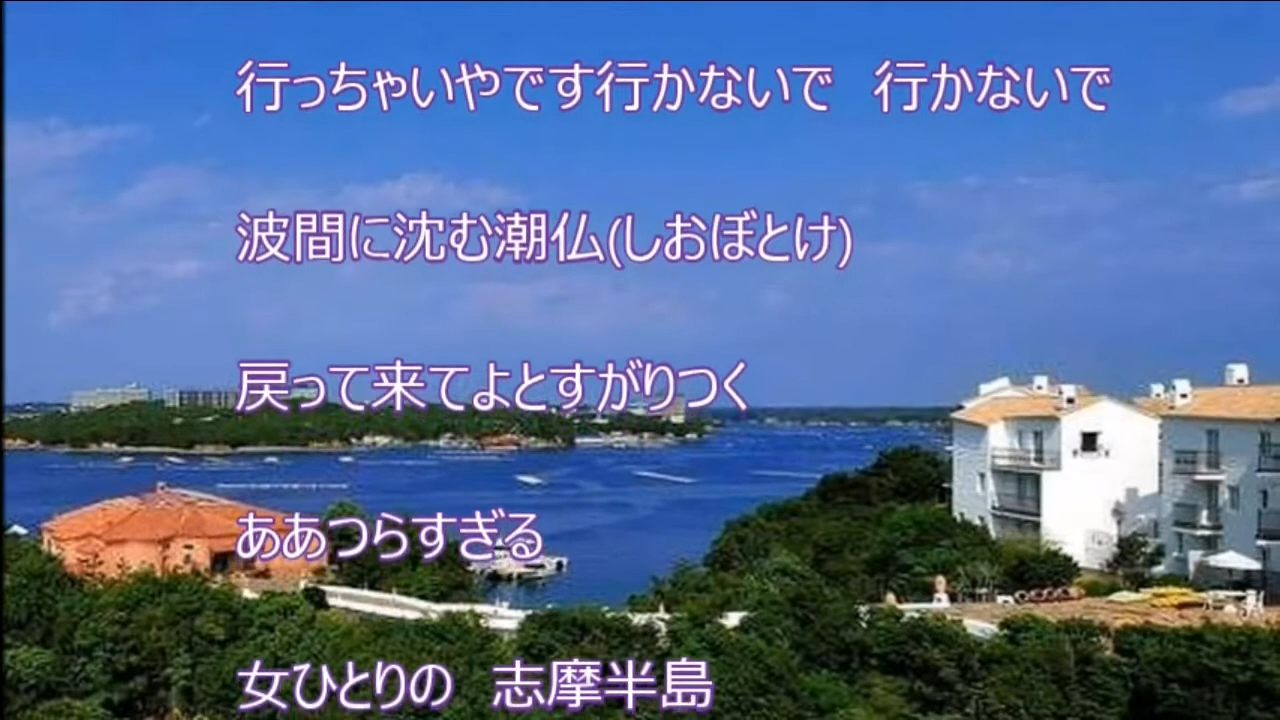 行っちゃいやです行かないで　行かないで
波間に沈む潮仏(しおぼとけ)
戻って来てよとすがりつく
ああつらすぎる
女ひとりの　志摩半島